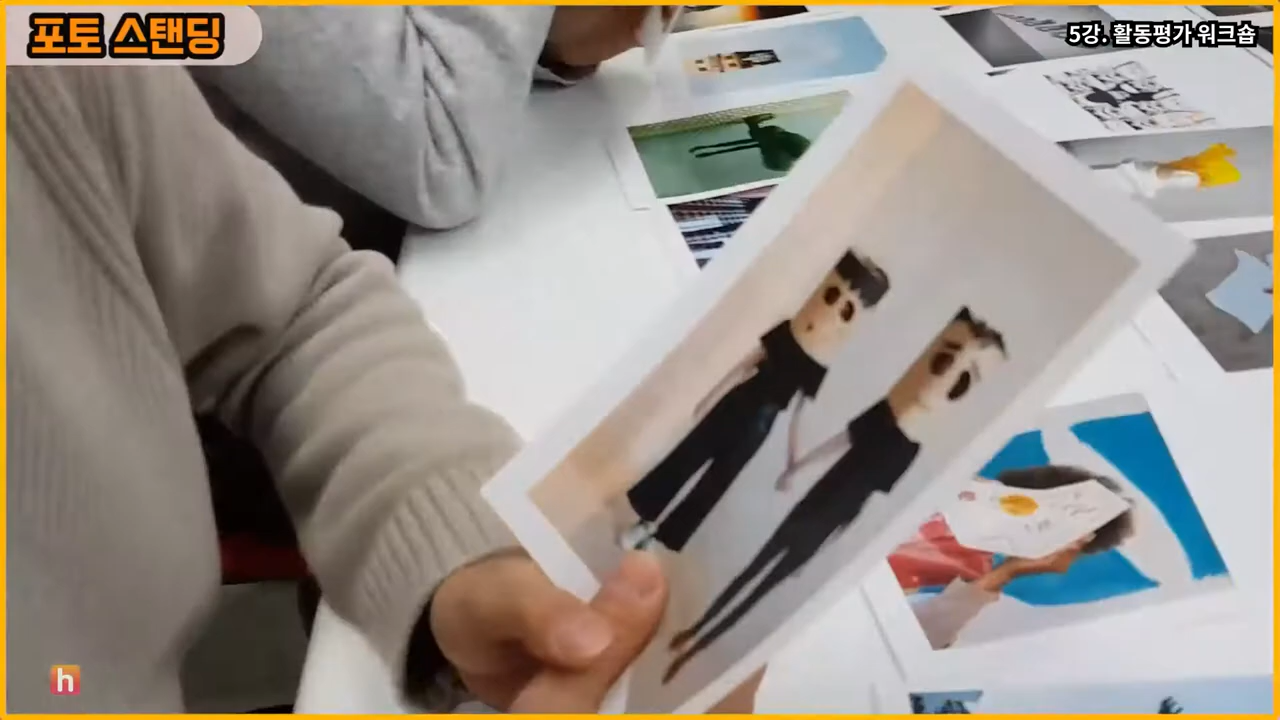 포토 스탠딩
5강. 활동평가 워크숍
h